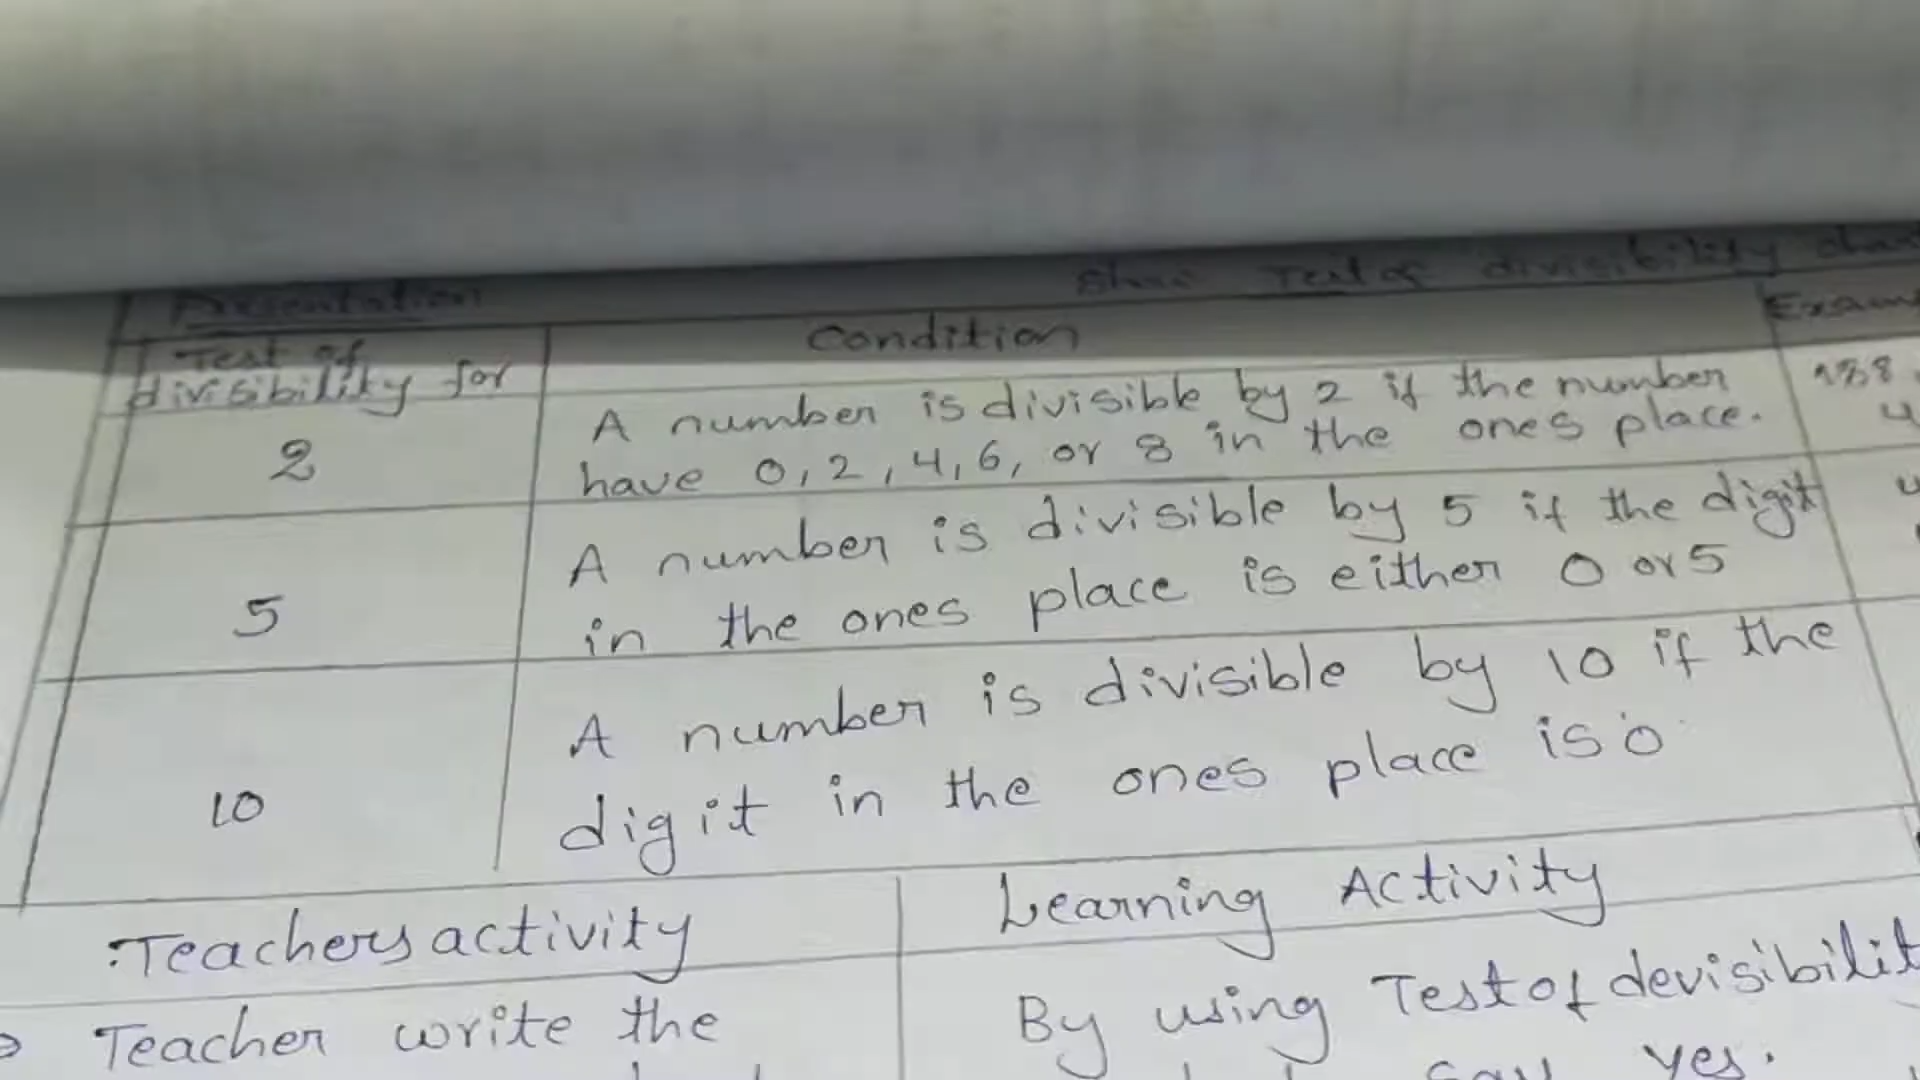 Presentation
Show Test of divisibility
Test of
divisibility for
Condition
2
A number is divisible by 2 if the number
have 0, 2, 4, 6, or 8 in the ones place.
138
5
A number is divisible by 5 if the digit
in the ones place is either 0 or 5
10
A number is divisible by 10 if the
digit in the ones place is 0
Teachers activity
Learning Activity
Teacher write the
By using Test of devisibilit
say yes.